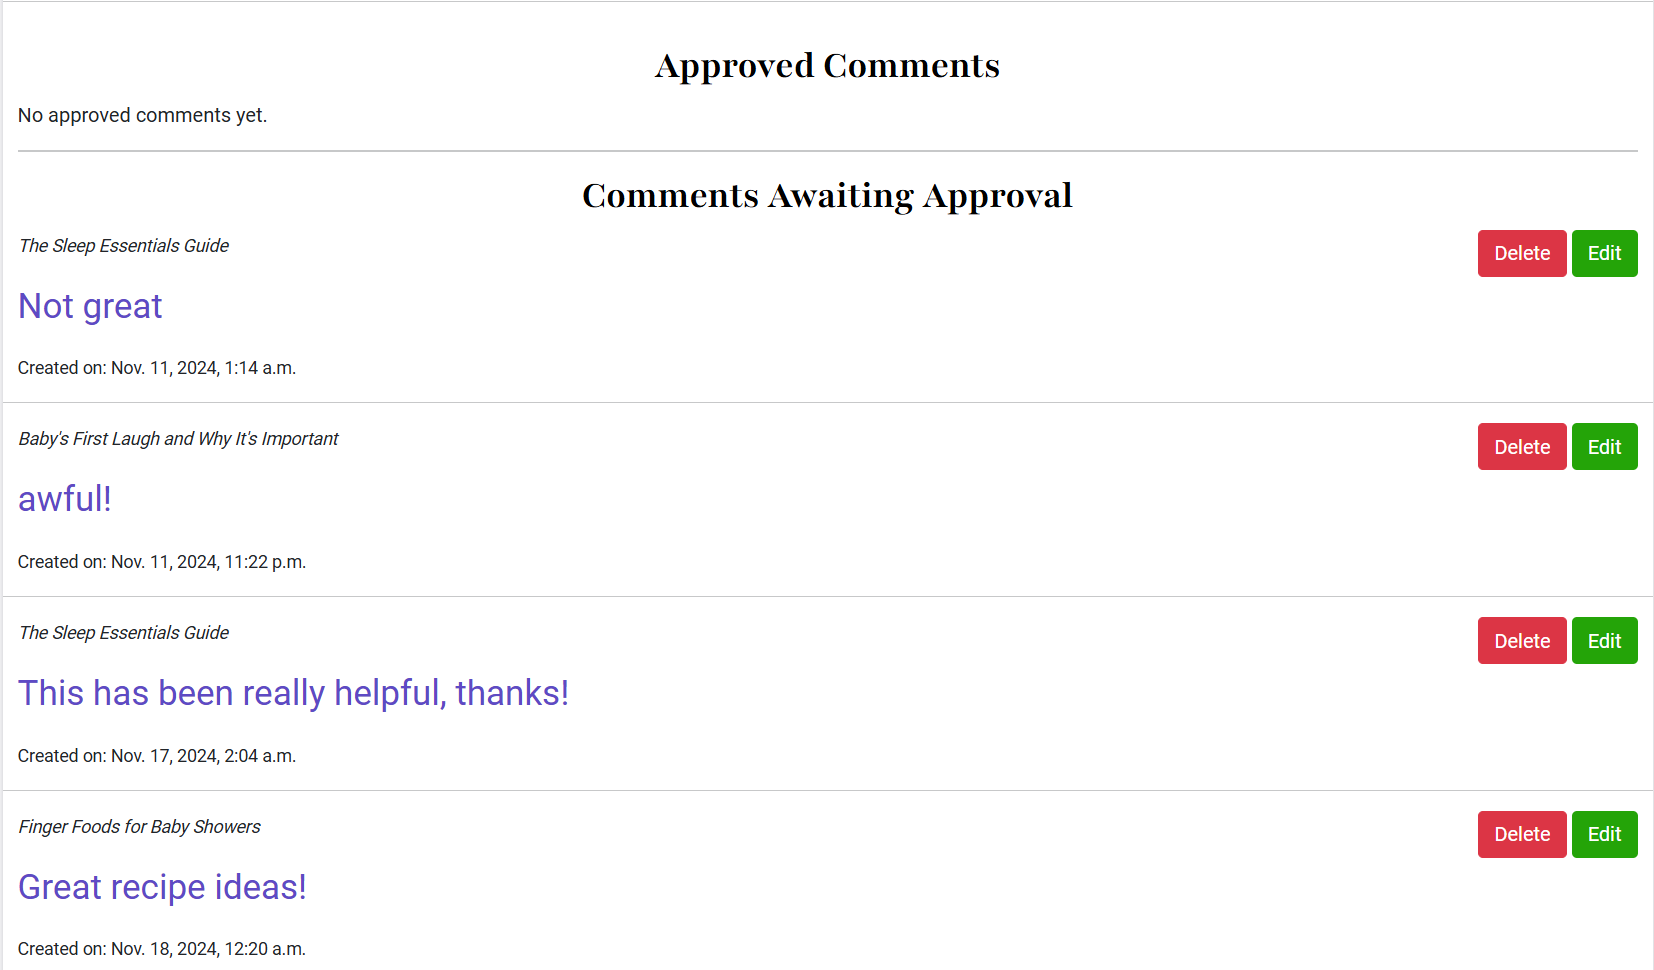 Approved Comments
No approved comments yet.
Comments Awaiting Approval
The Sleep Essentials Guide
Delete Edit
Not great
Created on: Nov. 11, 2024, 1:14 a.m.
Baby's First Laugh and Why It's Important
Delete Edit
awful!
Created on: Nov. 11, 2024, 11:22 p.m.
The Sleep Essentials Guide
Delete Edit
This has been really helpful, thanks!
Created on: Nov. 17, 2024, 2:04 a.m.
Finger Foods for Baby Showers
Delete Edit
Great recipe ideas!
Created on: Nov. 18, 2024, 12:20 a.m.